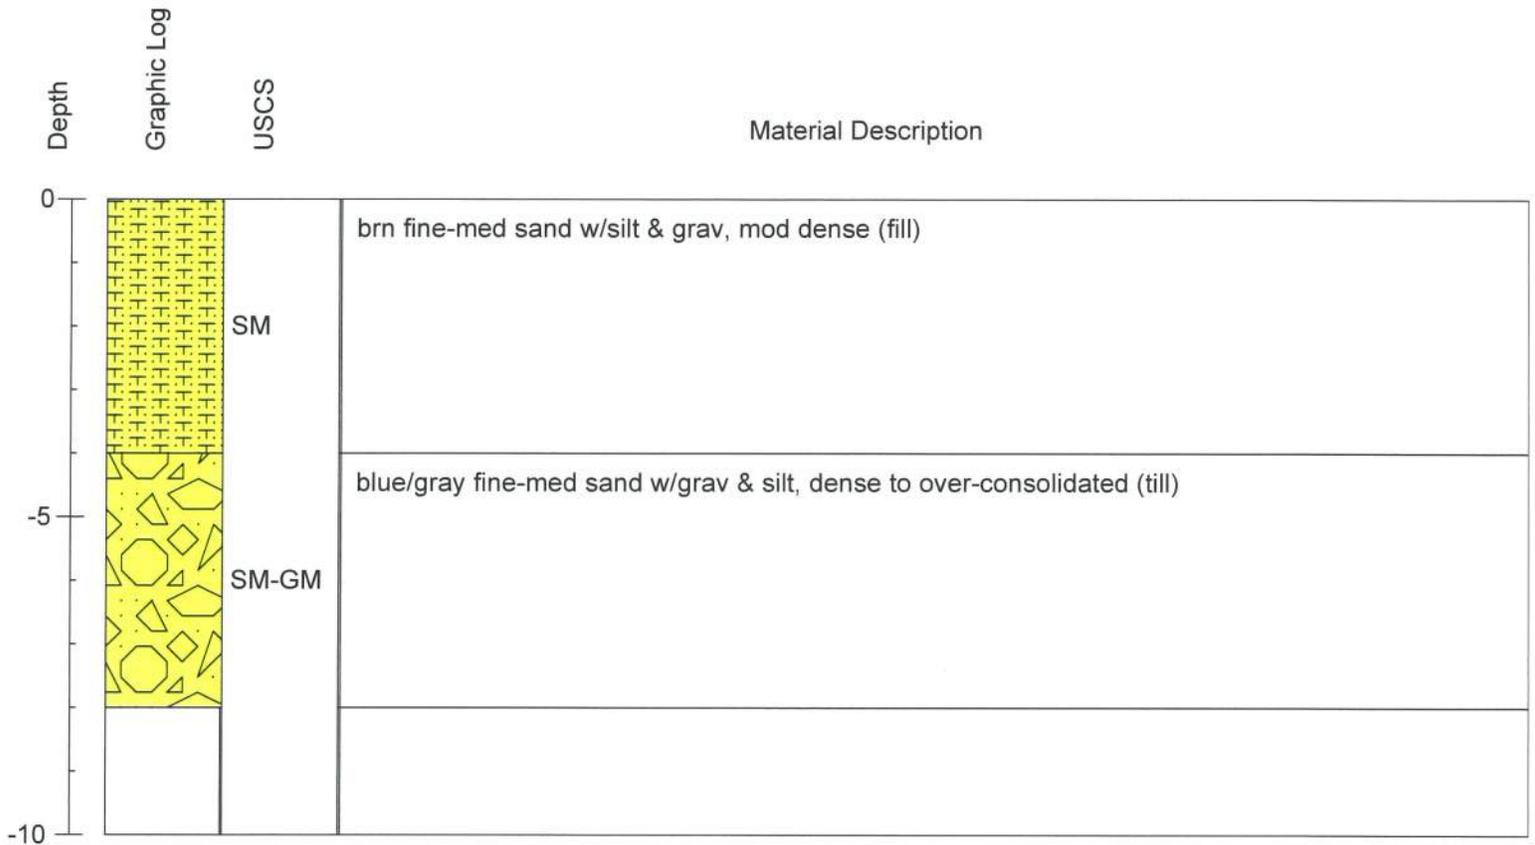 Depth
Graphic Log
USCS
Material Description
0
brn fine-med sand w/silt & grav, mod dense (fill)
SM
blue/gray fine-med sand w/grav & silt, dense to over-consolidated (till)
-5
SM-GM
-10